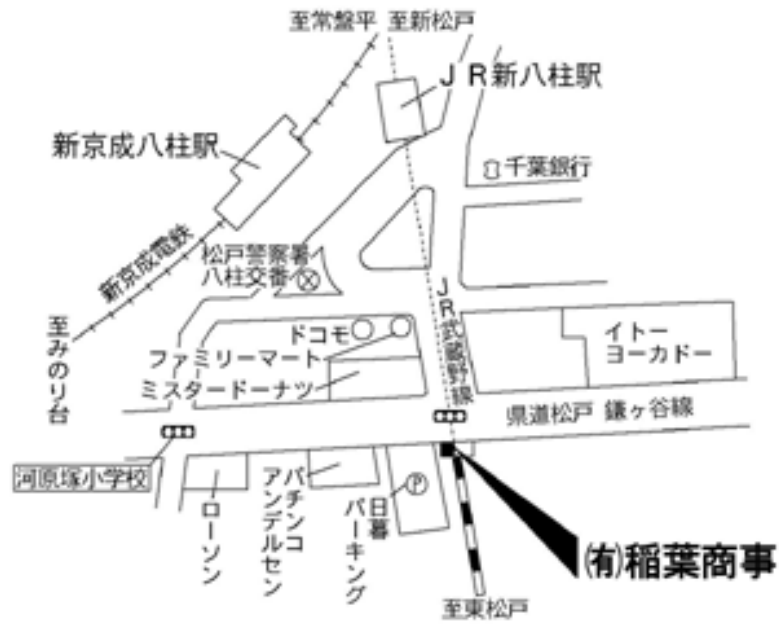 至常盤平 至新松戸
JR新八柱駅
新京成八柱駅
千葉銀行
新京成電鉄
松戸警察署
八柱交番
JR武蔵野線
至みのり台
ドコモ
ファミリーマート
ミスタードーナツ
イトー
ヨーカドー
県道松戸 鎌ヶ谷線
河原塚小学校
ローソン
パチンコ
アンデルセン
日暮
パーキング
P
(有)稲葉商事
至東松戸